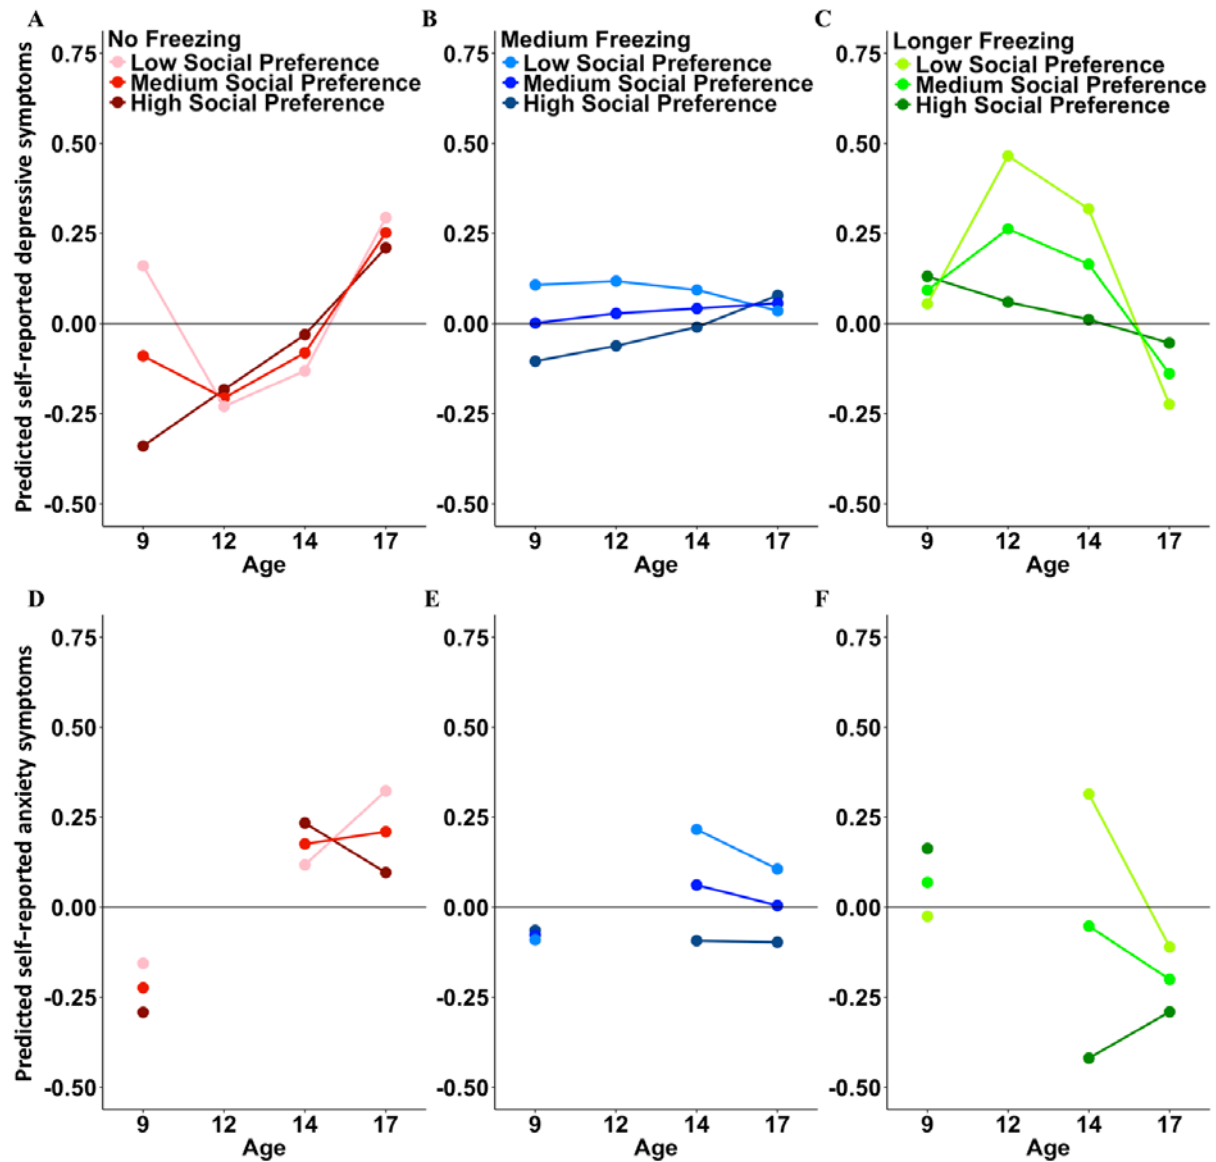 A
B
C
No Freezing
Low Social Preference
Medium Social Preference
High Social Preference
Medium Freezing
Low Social Preference
Medium Social Preference
High Social Preference
Longer Freezing
Low Social Preference
Medium Social Preference
High Social Preference
Predicted self-reported depressive symptoms
0.75
0.50
0.25
0.00
-0.25
-0.50
9 12 14 17
Age
0.75
0.50
0.25
0.00
-0.25
-0.50
9 12 14 17
Age
0.75
0.50
0.25
0.00
-0.25
-0.50
9 12 14 17
Age
D
E
F
Predicted self-reported anxiety symptoms
0.75
0.50
0.25
0.00
-0.25
-0.50
9 12 14 17
Age
0.75
0.50
0.25
0.00
-0.25
-0.50
9 12 14 17
Age
0.75
0.50
0.25
0.00
-0.25
-0.50
9 12 14 17
Age